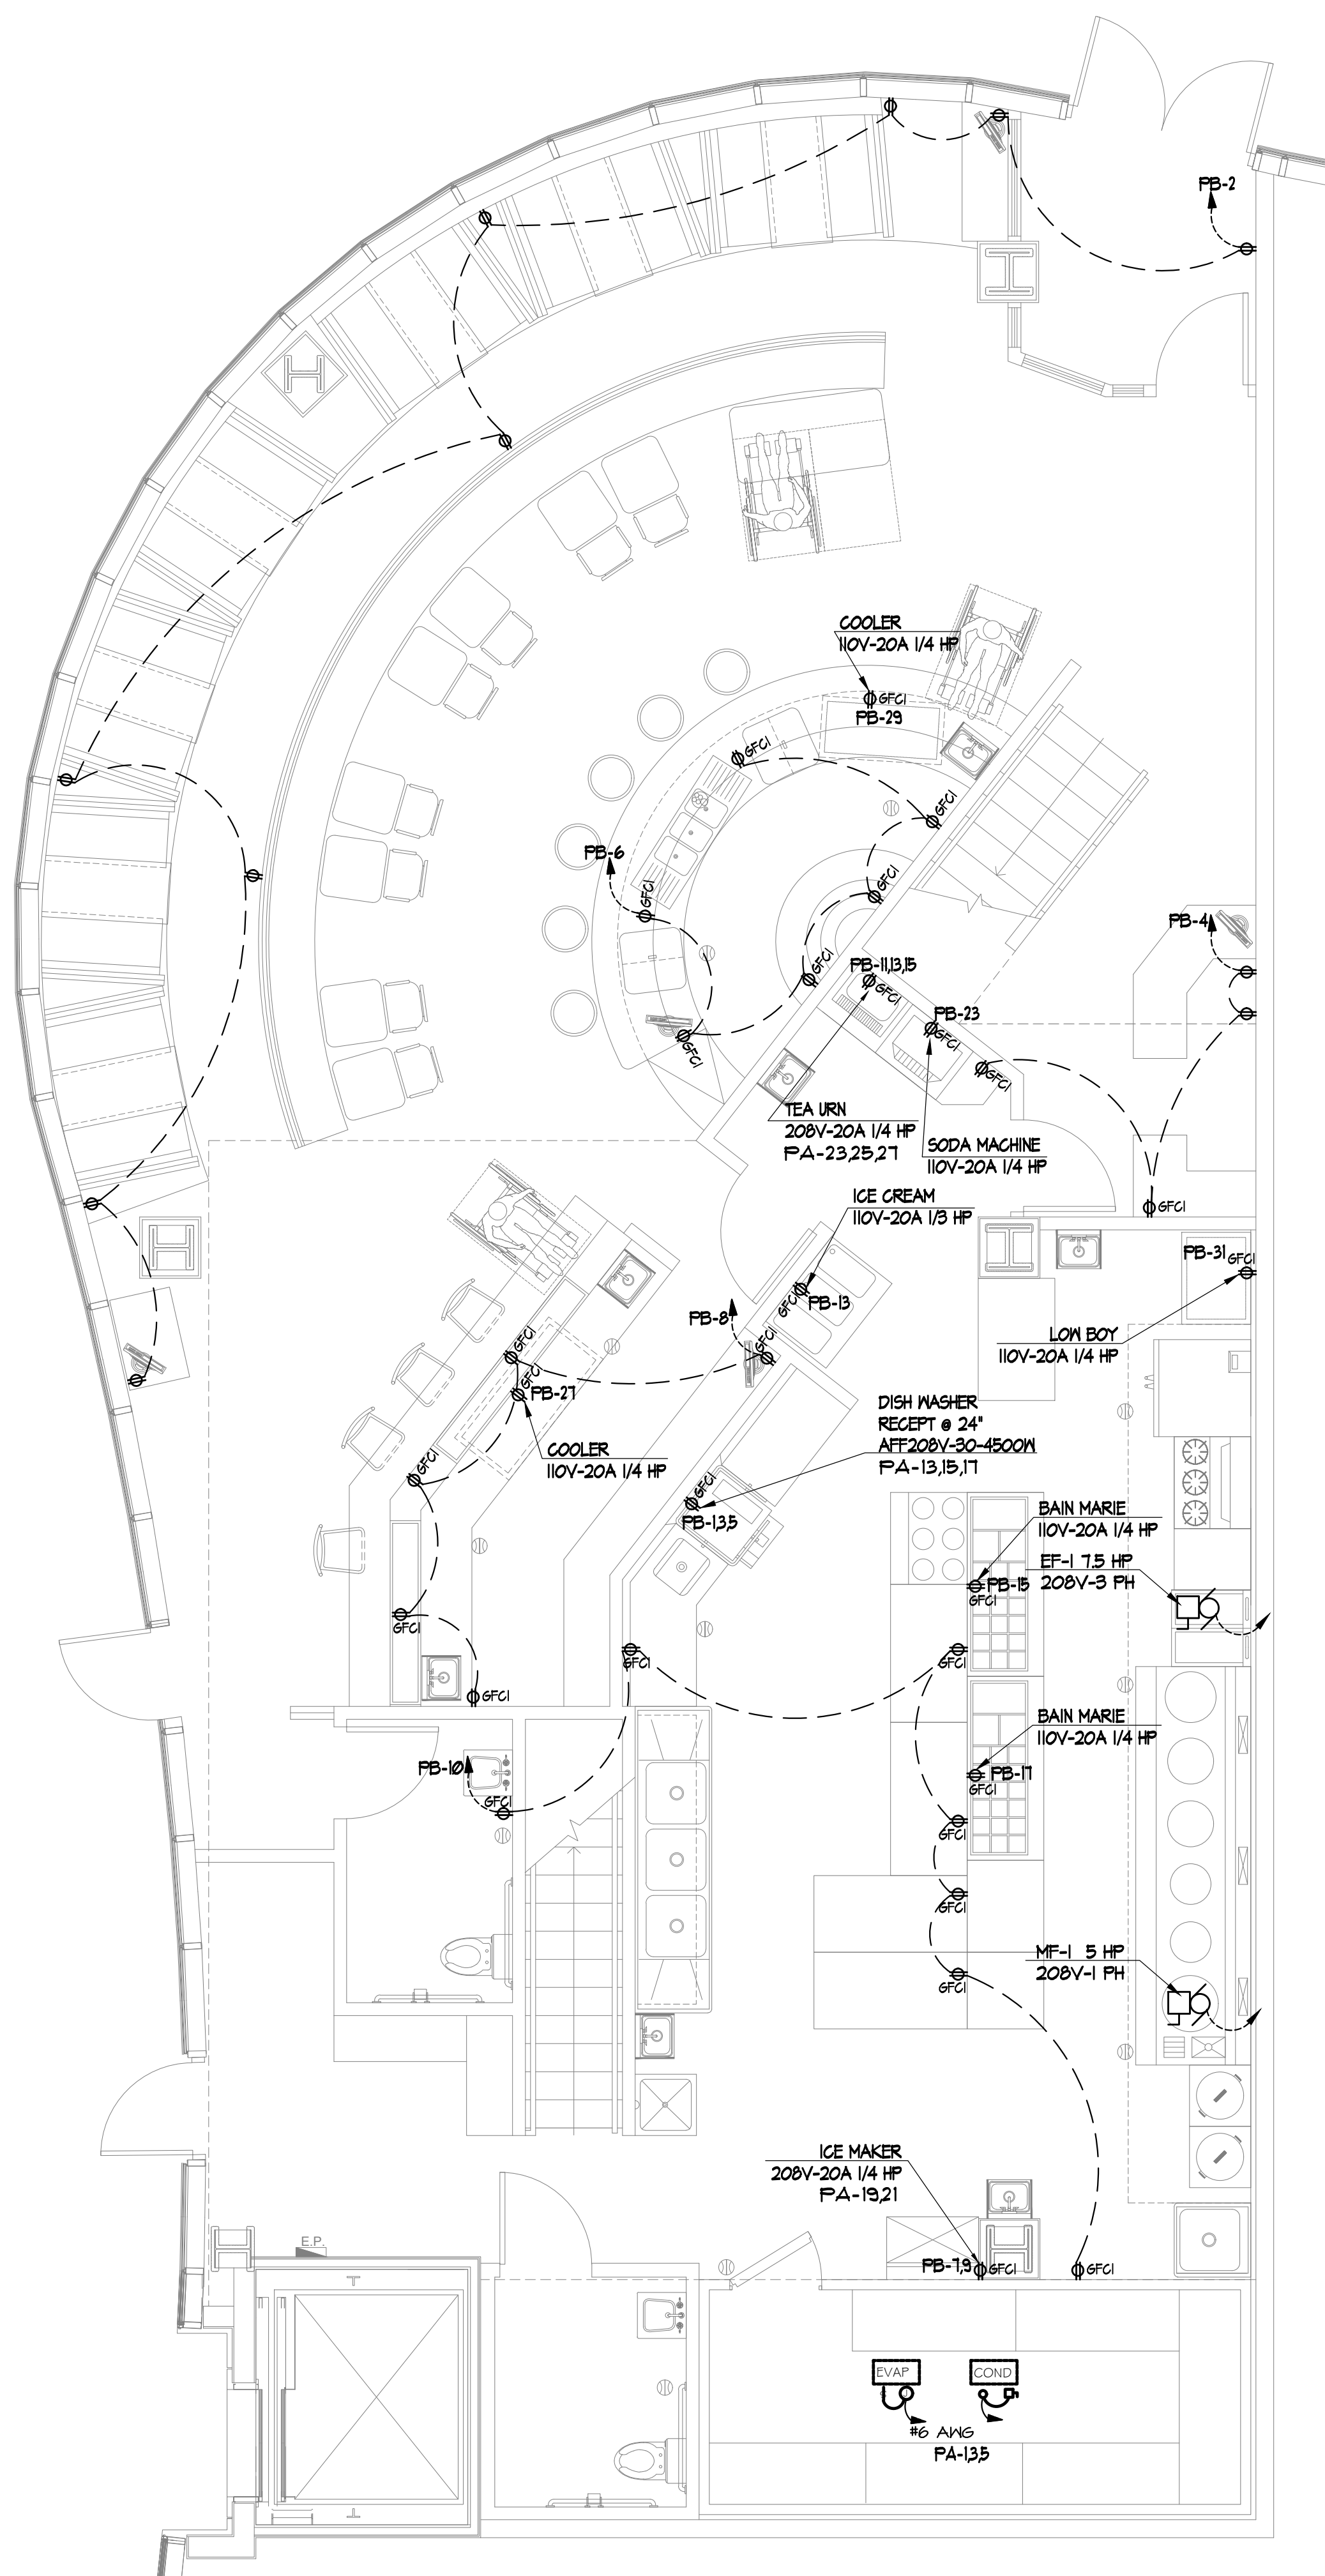 PB-2
COOLER
110V-20A 1/4 HP
GFCI
PB-29
GFCI
GFCI
PB-6
GFCI
GFCI
PB-4
GFCI
PB-11,13,15
GFCI
PB-23
GFCI
GFCI
GFCI
TEA URN
208V-20A 1/4 HP
PA-23,25,27
SODA MACHINE
110V-20A 1/4 HP
ICE CREAM
110V-20A 1/3 HP
GFCI
PB-31
GFCI
GFCI
PB-13
PB-8
GFCI
LOW BOY
110V-20A 1/4 HP
GFCI
GFCI
PB-27
DISH WASHER
RECEPT @ 24"
AFF208V-30-4500W
PA-13,15,17
COOLER
110V-20A 1/4 HP
GFCI
GFCI
PB-1,3,5
BAIN MARIE
110V-20A 1/4 HP
EF-1 7.5 HP
208V-3 PH
PB-15
GFCI
GFCI
GFCI
GFCI
GFCI
BAIN MARIE
110V-20A 1/4 HP
PB-10
PB-17
GFCI
GFCI
GFCI
GFCI
MF-1 5 HP
208V-1 PH
GFCI
ICE MAKER
208V-20A 1/4 HP
PA-19,21
E.P.
PB-7,9
GFCI
GFCI
EVAP
COND
#6 AWG
PA-1,3,5